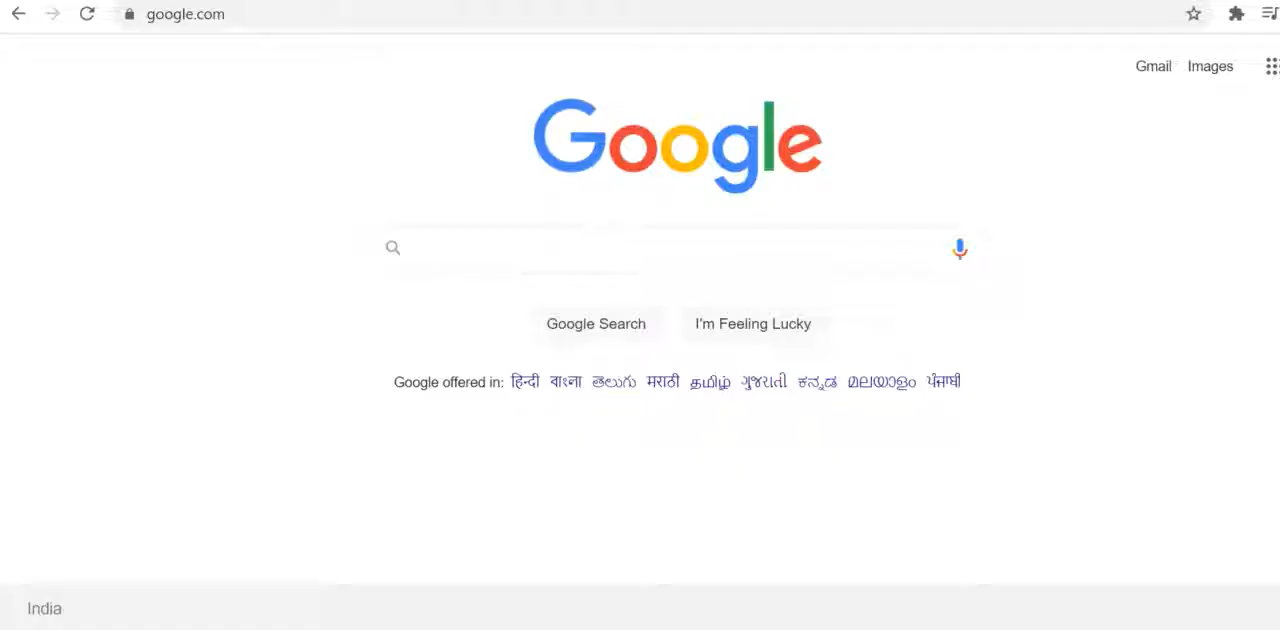 google.com
Gmail Images
Google
Google Search I'm Feeling Lucky
Google offered in: हिन्दी বাংলা తెలుగు मराठी தமிழ் ગુજરાતી ಕನ್ನಡ മലയാളം ਪੰਜਾਬੀ
India